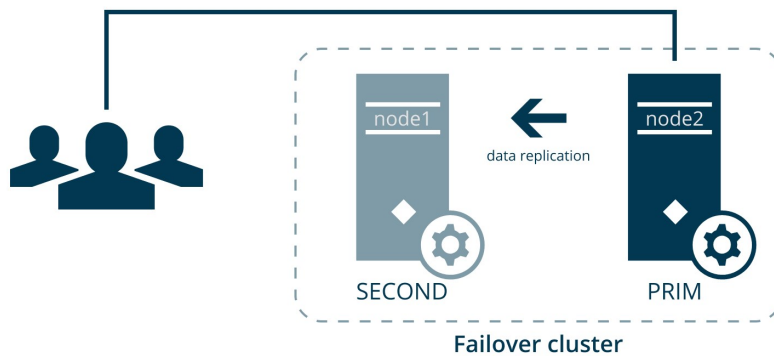 node1
node2
data replication
SECOND
PRIM
Failover cluster